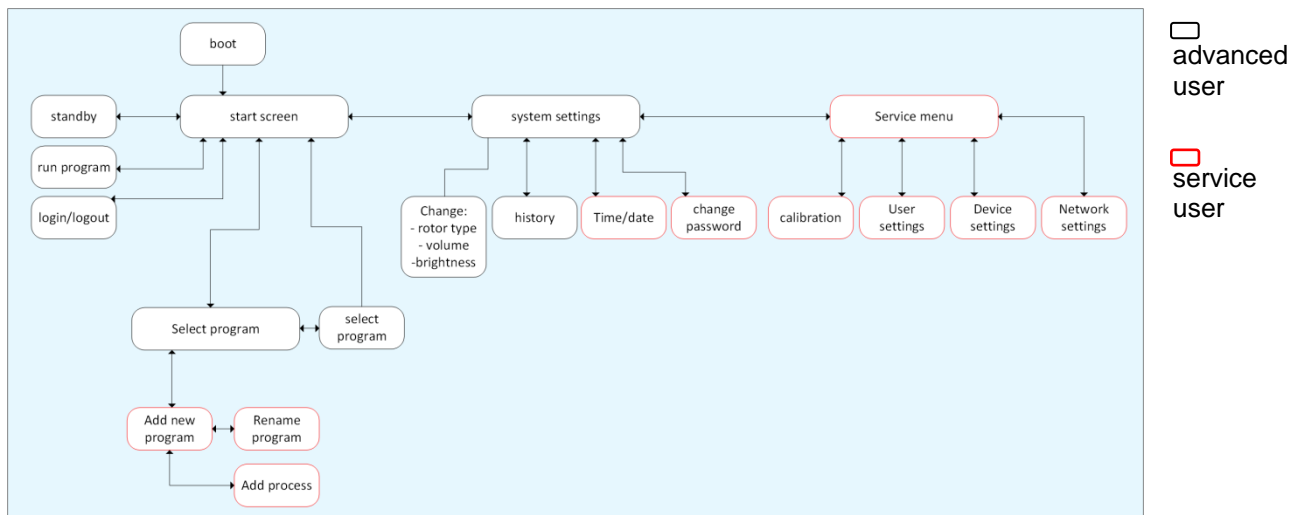 boot
standby
start screen
system settings
Service menu
run program
login/logout
Change:
- rotor type
- volume
-brightness
history
Time/date
change
password
calibration
User
settings
Device
settings
Network
settings
Select program
select
program
Add new
program
Rename
program
Add process
advanced
user
service
user